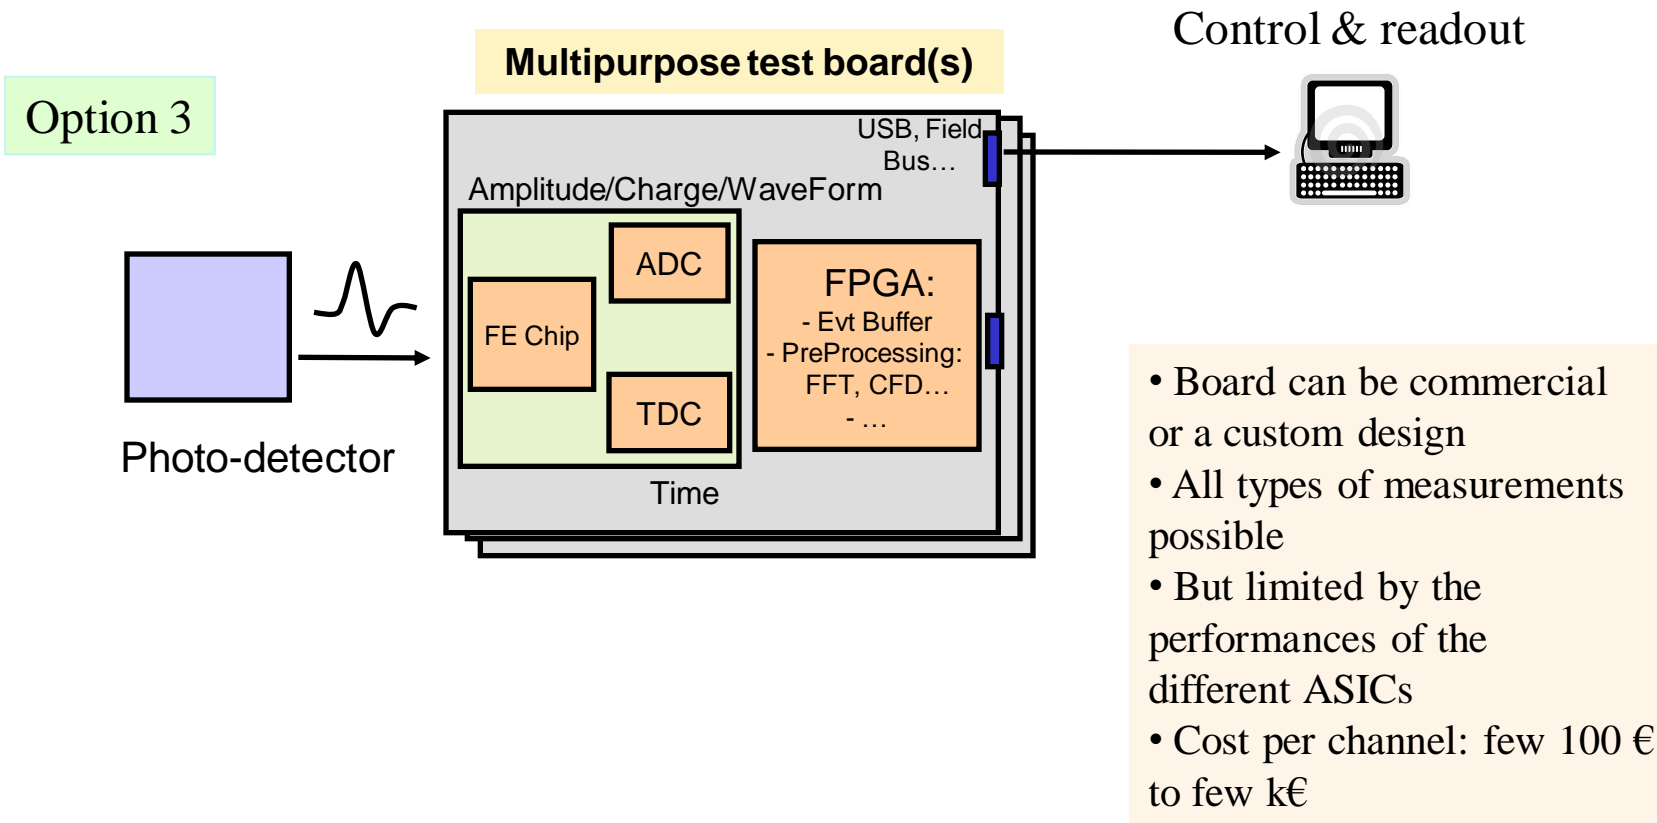 Control & readout
Multipurpose test board(s)
Option 3
USB, Field
Bus…
Amplitude/Charge/WaveForm
ADC
FE Chip
TDC
FPGA:
- Evt Buffer
- PreProcessing:
FFT, CFD…
- …
Time
Photo-detector
• Board can be commercial
or a custom design
• All types of measurements
possible
• But limited by the
performances of the
different ASICs
• Cost per channel: few 100 €
to few k€